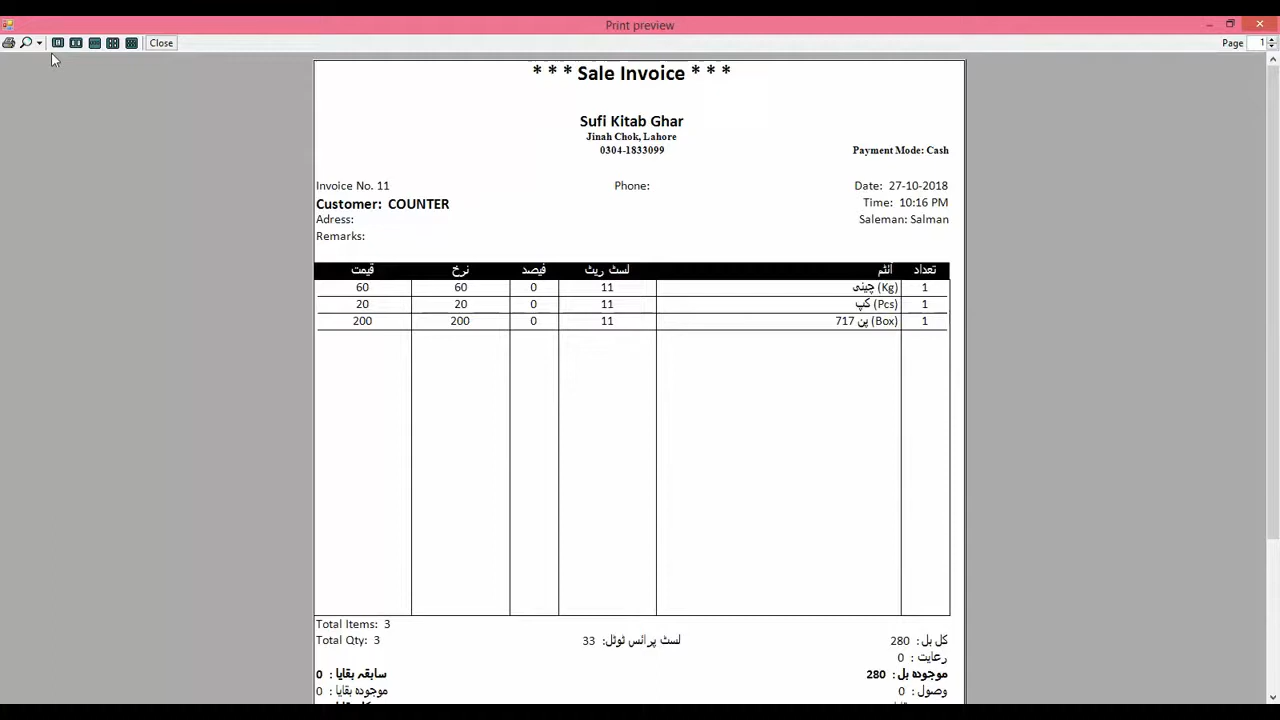 Print preview
Close
Page 1
* * * Sale Invoice * * *
Sufi Kitab Ghar
Jinah Chok, Lahore
0304-1833099
Payment Mode: Cash
Invoice No. 11 Phone: Date: 27-10-2018
Customer: COUNTER Time: 10:16 PM
Adress: Saleman: Salman
Remarks:
تعداد آئٹم لسٹ ریٹ فیصد نرخ قیمت
1 چینی (Kg) 11 0 60 60
1 کپ (Pcs) 11 0 20 20
1 پن 717 (Box) 11 0 200 200
Total Items: 3
Total Qty: 3
لسٹ پرائس ٹوٹل: 33
کل بل : 280
رعایت : 0
موجودہ بل : 280
سابقہ بقایا : 0
وصول : 0
موجودہ بقایا : 0